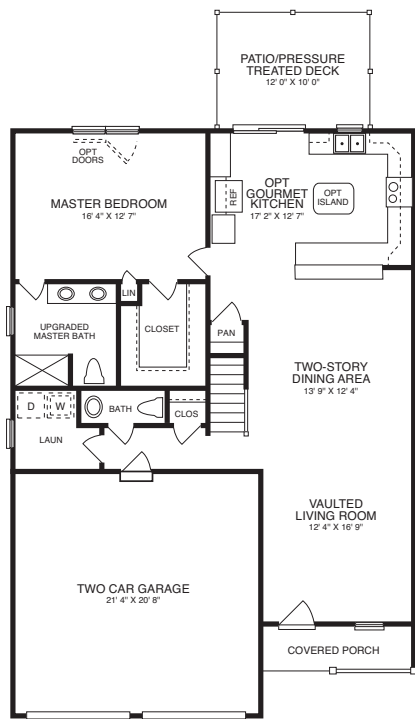 PATIO/PRESSURE
TREATED DECK
12' 0" X 10' 0"
OPT
DOORS
MASTER BEDROOM
16' 4" X 12' 7"
REF
OPT
GOURMET
KITCHEN
17' 2" X 12' 7"
OPT
ISLAND
LIN
UPGRADED
MASTER BATH
CLOSET
PAN
TWO-STORY
DINING AREA
13' 9" X 12' 4"
D
W
BATH
CLOS
LAUN
VAULTED
LIVING ROOM
12' 4" X 16' 9"
TWO CAR GARAGE
21' 4" X 20' 8"
COVERED PORCH